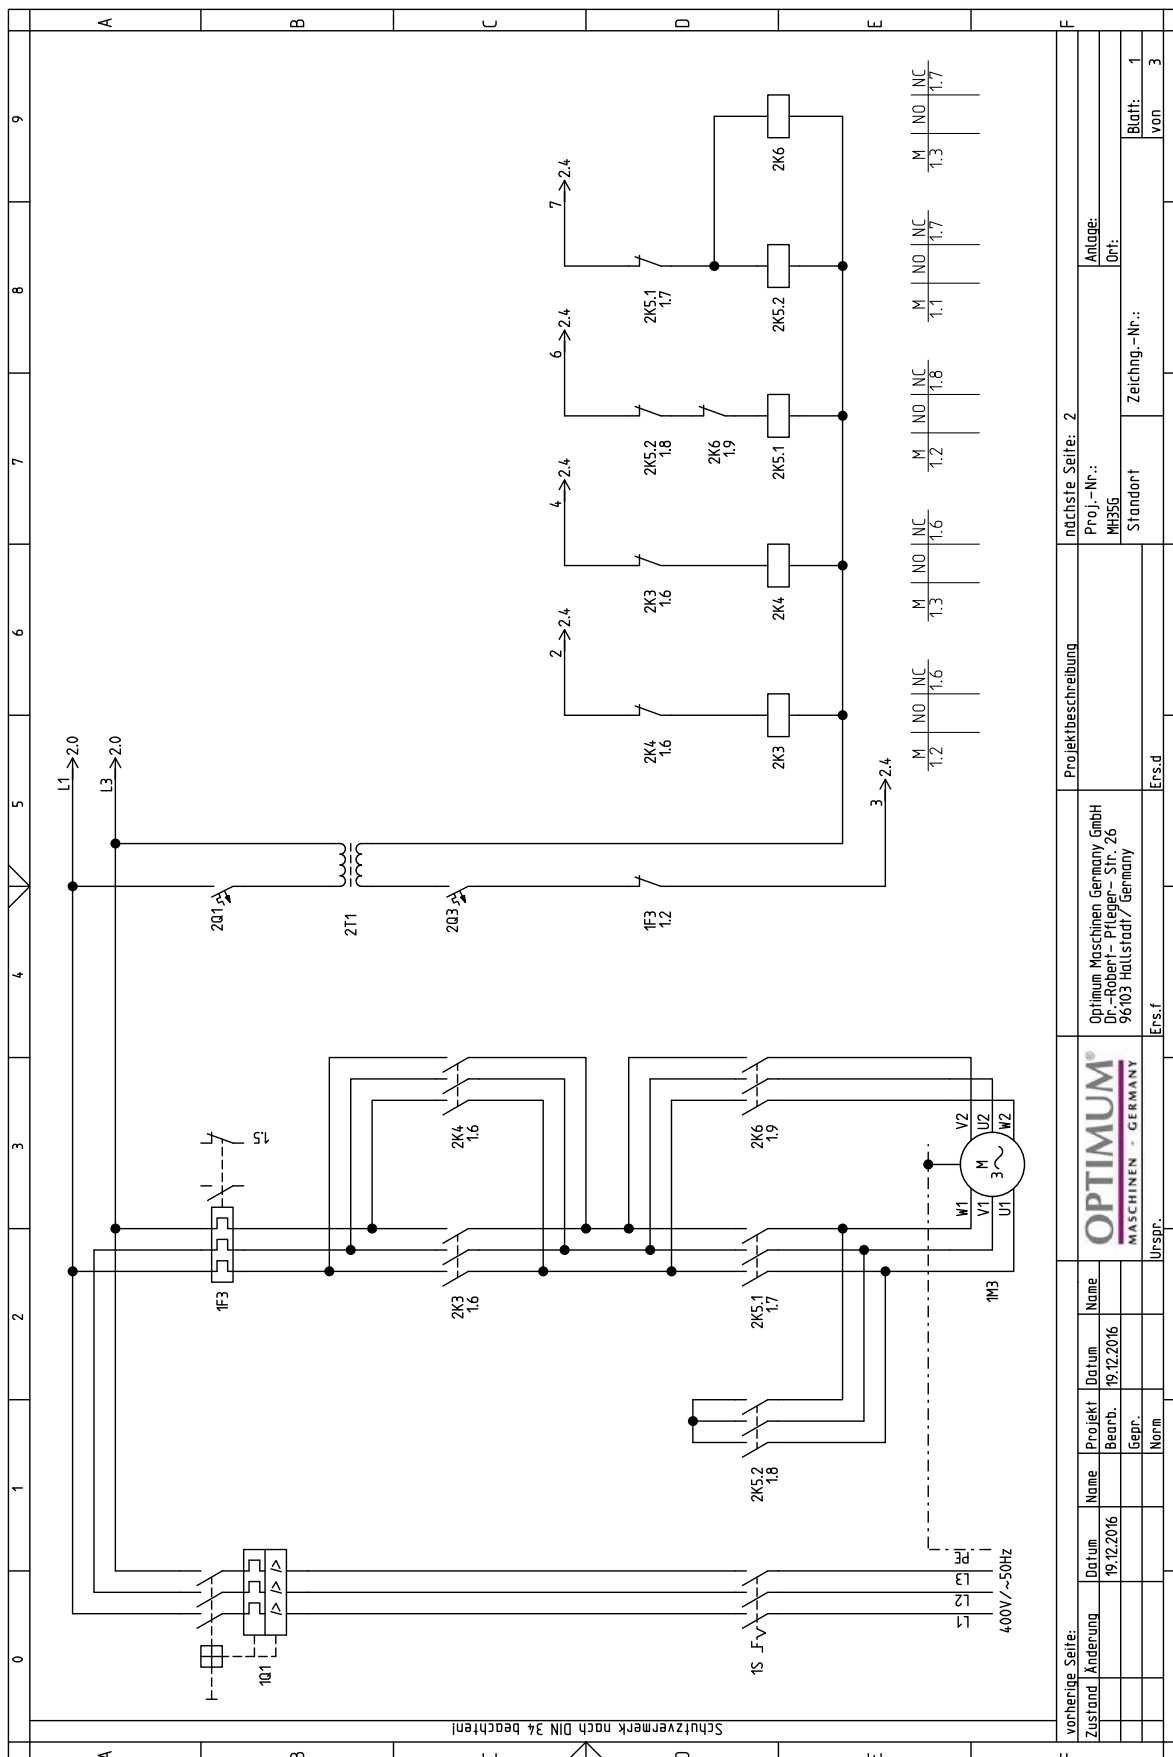 0 1 2 3 4 5 6 7 8 9
A
B
C
D
E
F
Schutzvermerk nach DIN 34 beachten!
L1 2.0
L3 2.0
1Q1
1S
L1 L2 L3 PE
400V/~50Hz
1F3
1.5
2K3
1.6
2K4
1.6
2K5.2
1.8
2K5.1
1.7
2K6
1.9
W1 V1 U1
M
3~
V2 U2 W2
1M3
2Q1
2T1
2Q3
1F3
1.2
3 2.4
2 2.4
4 2.4
6 2.4
7 2.4
2K4
1.6
2K3
1.6
2K5.2
1.8
2K6
1.9
2K5.1
1.7
2K3
2K4
2K5.1
2K5.2
2K6
M NO NC
1.2 1.6
M NO NC
1.3 1.6
M NO NC
1.2 1.8
M NO NC
1.1 1.7
M NO NC
1.3 1.7
vorherige Seite:
Zustand Änderung Datum Name
19.12.2016
Projekt Datum Name
Bearb. 19.12.2016
Gepr.
Norm
Urspr.
OPTIMUM®
MASCHINEN - GERMANY
Optimum Maschinen Germany GmbH
Dr.-Robert- Pfleger- Str. 26
96103 Hallstadt/ Germany
Ers.f
Ers.d
Projektbeschreibung
nächste Seite: 2
Proj.-Nr.:
MH35G
Standort
Zeichng.-Nr.:
Anlage:
Ort:
Blatt: 1
von 3